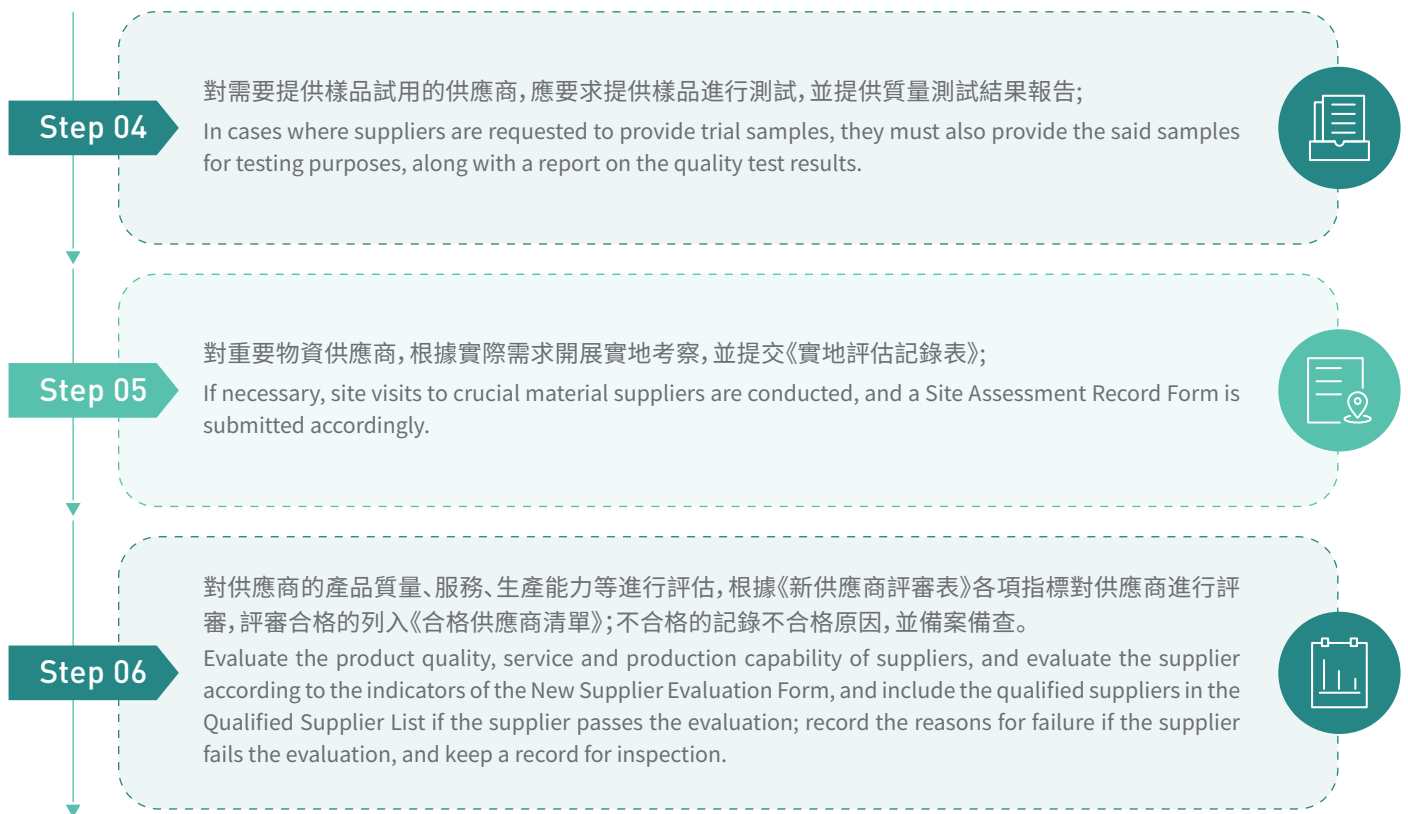 Step 04
對需要提供樣品試用的供應商，應要求提供樣品進行測試，並提供質量測試結果報告；
In cases where suppliers are requested to provide trial samples, they must also provide the said samples
for testing purposes, along with a report on the quality test results.
Step 05
對重要物資供應商，根據實際需求開展實地考察，並提交《實地評估記錄表》；
If necessary, site visits to crucial material suppliers are conducted, and a Site Assessment Record Form is
submitted accordingly.
Step 06
對供應商的產品質量、服務、生產能力等進行評估，根據《新供應商評審表》各項指標對供應商進行評
審，評審合格的列入《合格供應商清單》；不合格的記錄不合格原因，並備案備查。
Evaluate the product quality, service and production capability of suppliers, and evaluate the supplier
according to the indicators of the New Supplier Evaluation Form, and include the qualified suppliers in the
Qualified Supplier List if the supplier passes the evaluation; record the reasons for failure if the supplier
fails the evaluation, and keep a record for inspection.